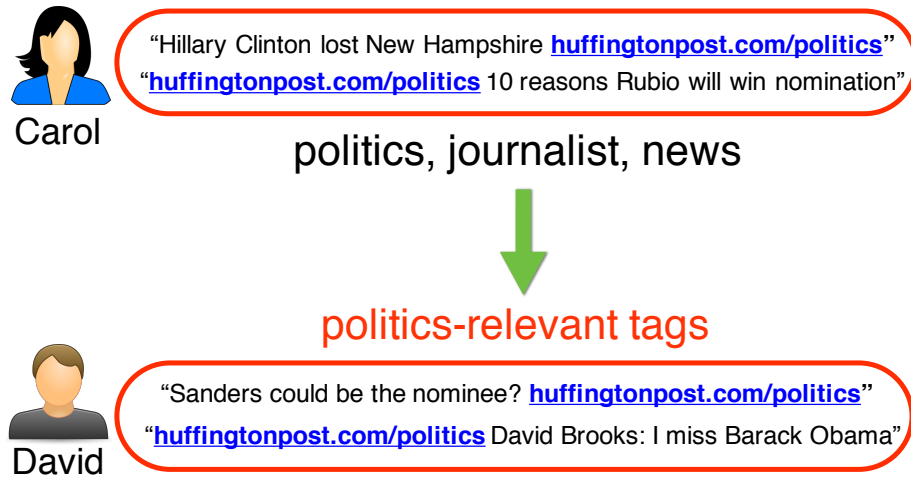 “Hillary Clinton lost New Hampshire huffingtonpost.com/politics”
“huffingtonpost.com/politics 10 reasons Rubio will win nomination”
Carol
politics, journalist, news
politics-relevant tags
“Sanders could be the nominee? huffingtonpost.com/politics”
“huffingtonpost.com/politics David Brooks: I miss Barack Obama”
David